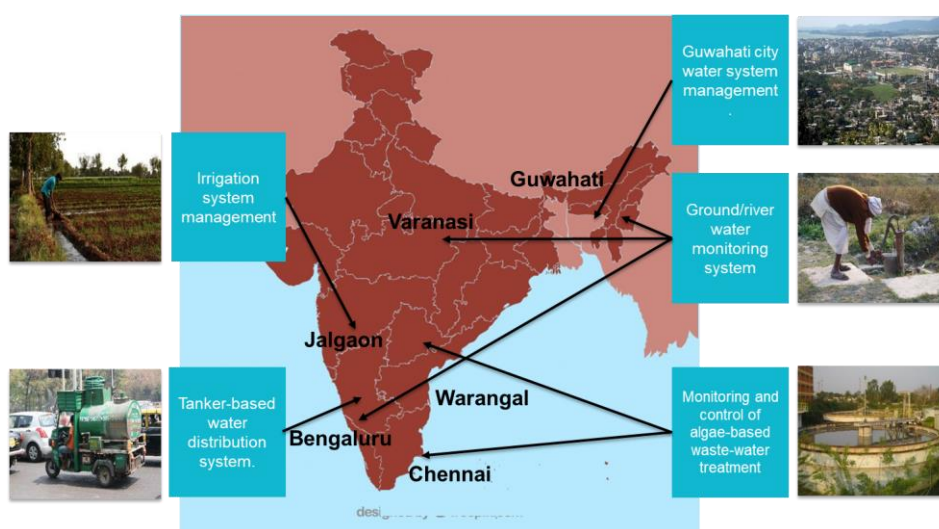 Guwahati city
water system
management
.
Irrigation
system
management
Guwahati
Varanasi
Ground/river
water
monitoring
system
Jalgaon
Tanker-based
water
distribution
system.
Warangal
Bengaluru
Chennai
Monitoring and
control of
algae-based
waste-water
treatment